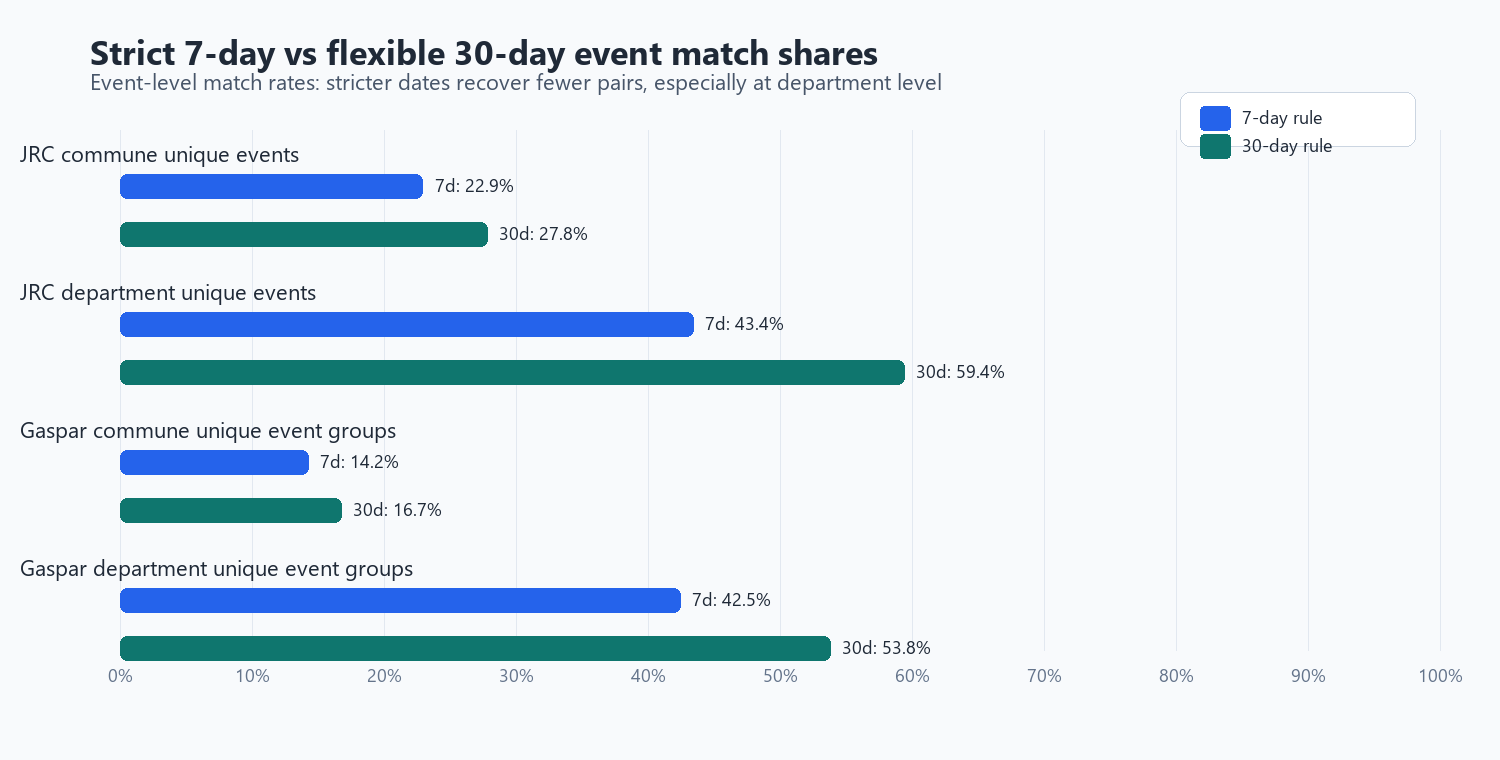 Strict 7-day vs flexible 30-day event match shares
Event-level match rates: stricter dates recover fewer pairs, especially at department level
7-day rule
30-day rule
JRC commune unique events
7d: 22.9%
30d: 27.8%
JRC department unique events
7d: 43.4%
30d: 59.4%
Gaspar commune unique event groups
7d: 14.2%
30d: 16.7%
Gaspar department unique event groups
7d: 42.5%
30d: 53.8%
0% 10% 20% 30% 40% 50% 60% 70% 80% 90% 100%